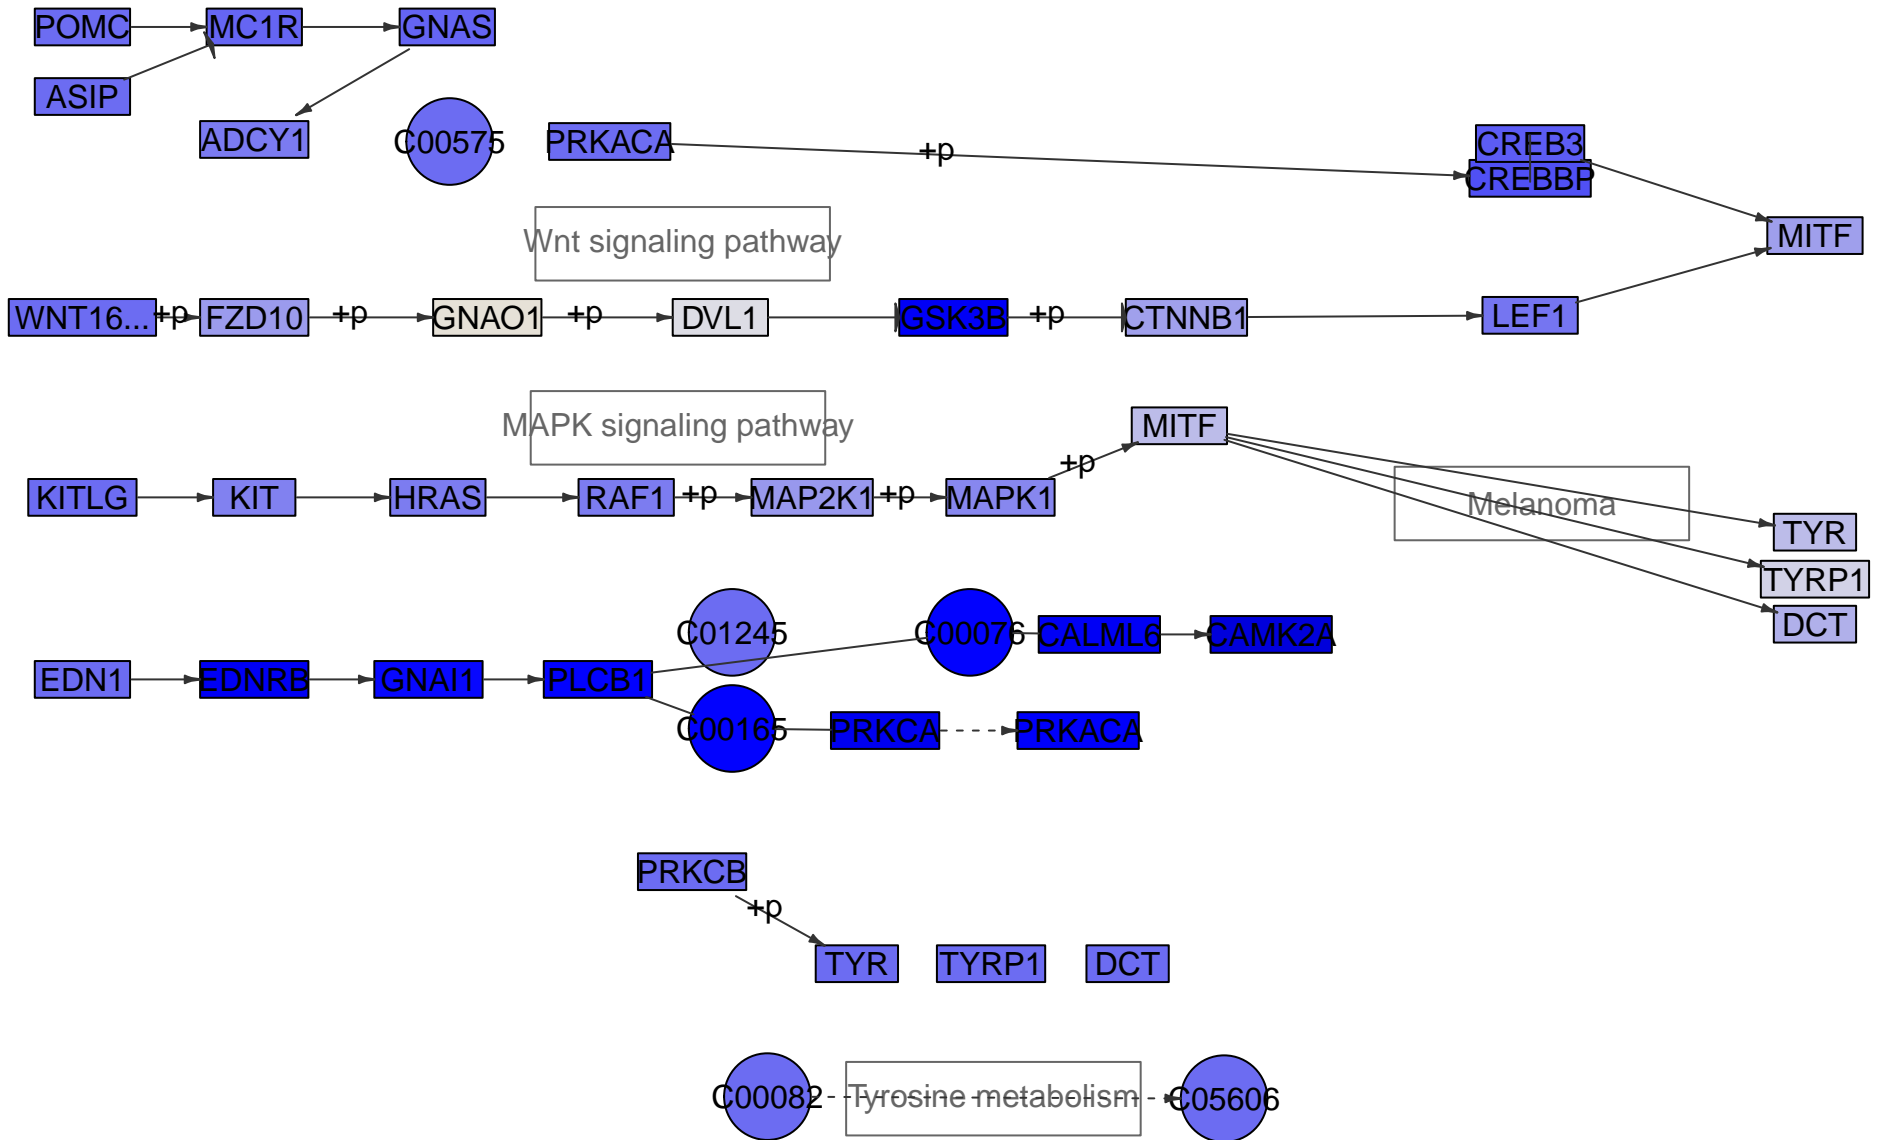 POMC MC1R GNAS
ASIP
ADCY1 C00575 PRKACA +p CREB3
CREBBP
Wnt signaling pathway MITF
WNT16... +p FZD10 +p GNAO1 +p DVL1 GSK3B +p CTNNB1 LEF1
MAPK signaling pathway MITF
+p
KITLG KIT HRAS RAF1 +p MAP2K1 +p MAPK1 Melanoma
TYR
TYRP1
C01245 C00076 CALML6 CAMK2A DCT
EDN1 EDNRB GNAI1 PLCB1
C00165 PRKCA PRKACA
PRKCB
+p
TYR TYRP1 DCT
C00082 Tyrosine metabolism C05606